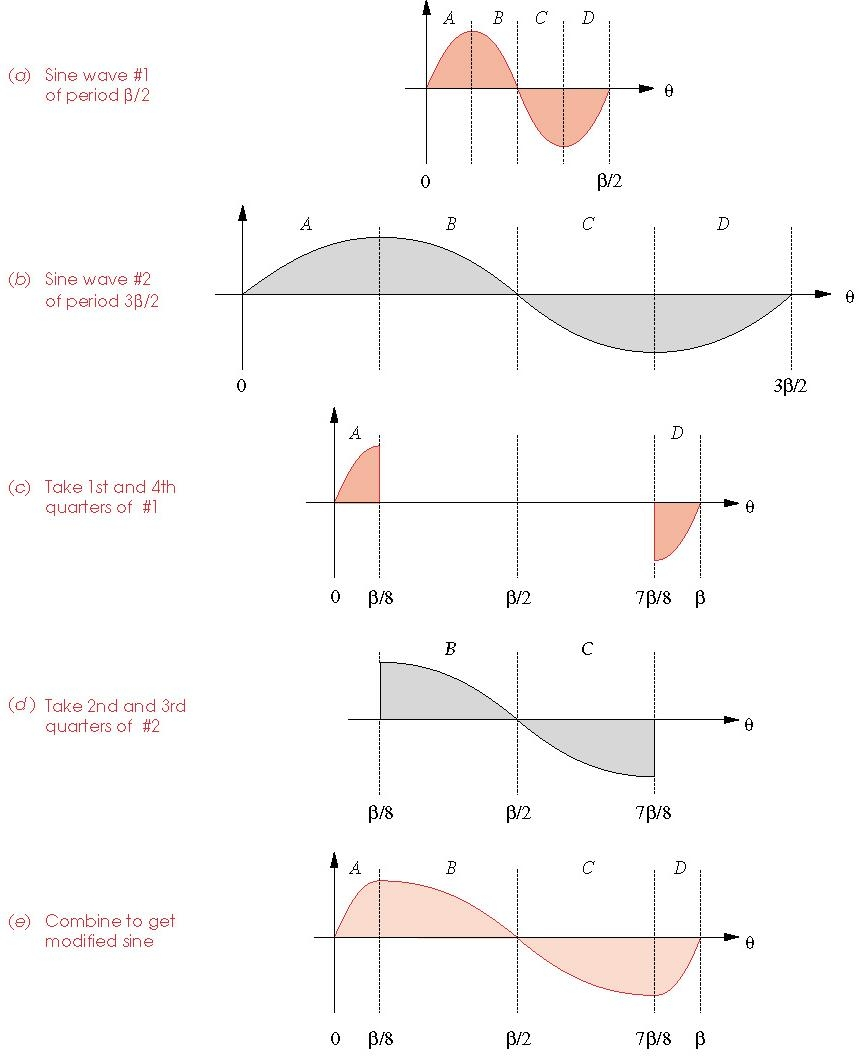 A B C D
(a) Sine wave #1
of period β/2
θ
0 β/2
A B C D
(b) Sine wave #2
of period 3β/2
θ
0 3β/2
A D
(c) Take 1st and 4th
quarters of #1
θ
0 β/8 β/2 7β/8 β
B C
(d) Take 2nd and 3rd
quarters of #2
θ
β/8 β/2 7β/8
A B C D
(e) Combine to get
modified sine
θ
0 β/8 β/2 7β/8 β